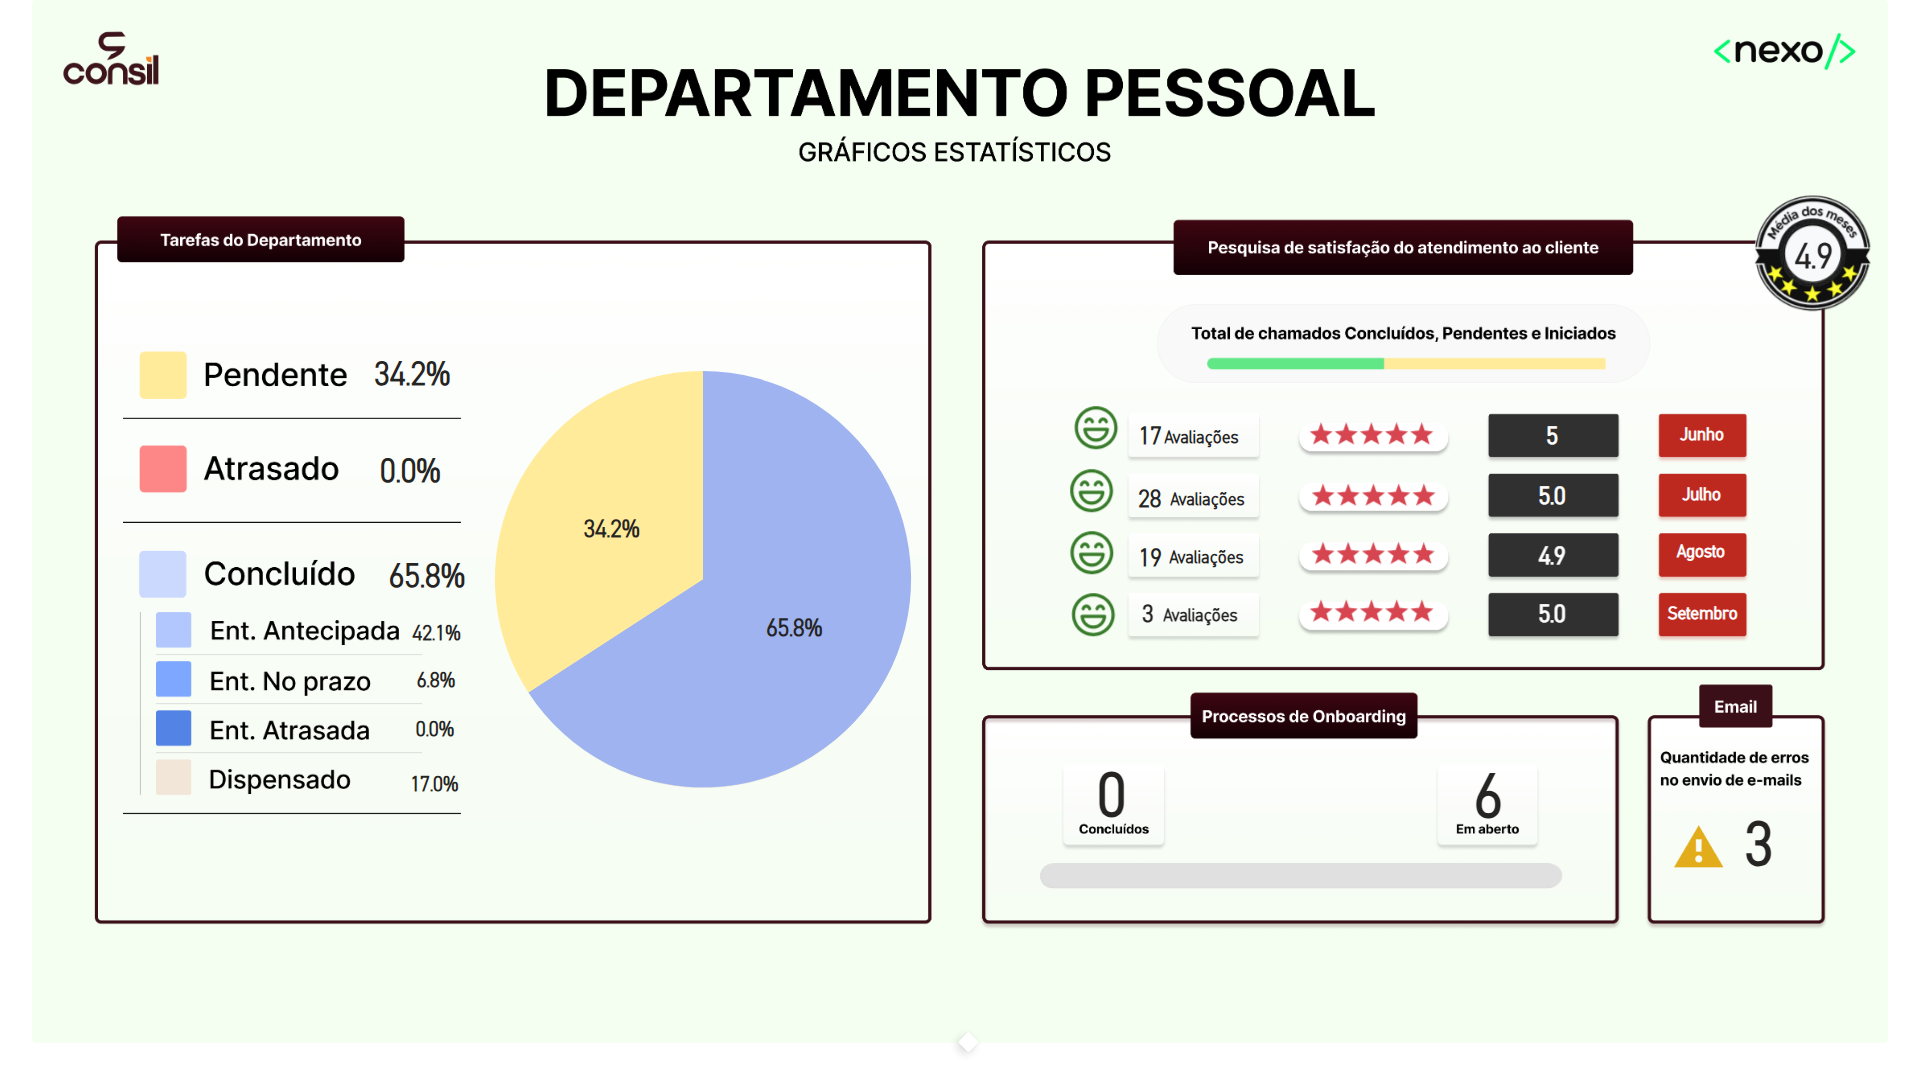 consil
<nexo/>
DEPARTAMENTO PESSOAL
GRÁFICOS ESTATÍSTICOS
Tarefas do Departamento
Pendente 34.2%
Atrasado 0.0%
Concluído 65.8%
Ent. Antecipada 42.1%
Ent. No prazo 6.8%
Ent. Atrasada 0.0%
Dispensado 17.0%
34.2%
65.8%
Pesquisa de satisfação do atendimento ao cliente
Média dos meses
4.9
Total de chamados Concluídos, Pendentes e Iniciados
17 Avaliações 5 Junho
28 Avaliações 5.0 Julho
19 Avaliações 4.9 Agosto
3 Avaliações 5.0 Setembro
Processos de Onboarding
0
Concluídos
6
Em aberto
Email
Quantidade de erros
no envio de e-mails
3